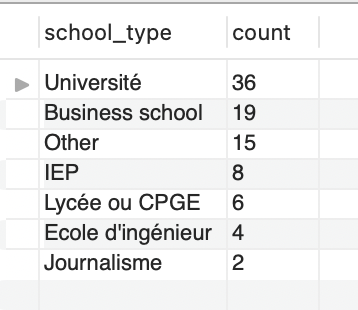 school_type count
Université 36
Business school 19
Other 15
IEP 8
Lycée ou CPGE 6
Ecole d'ingénieur 4
Journalisme 2